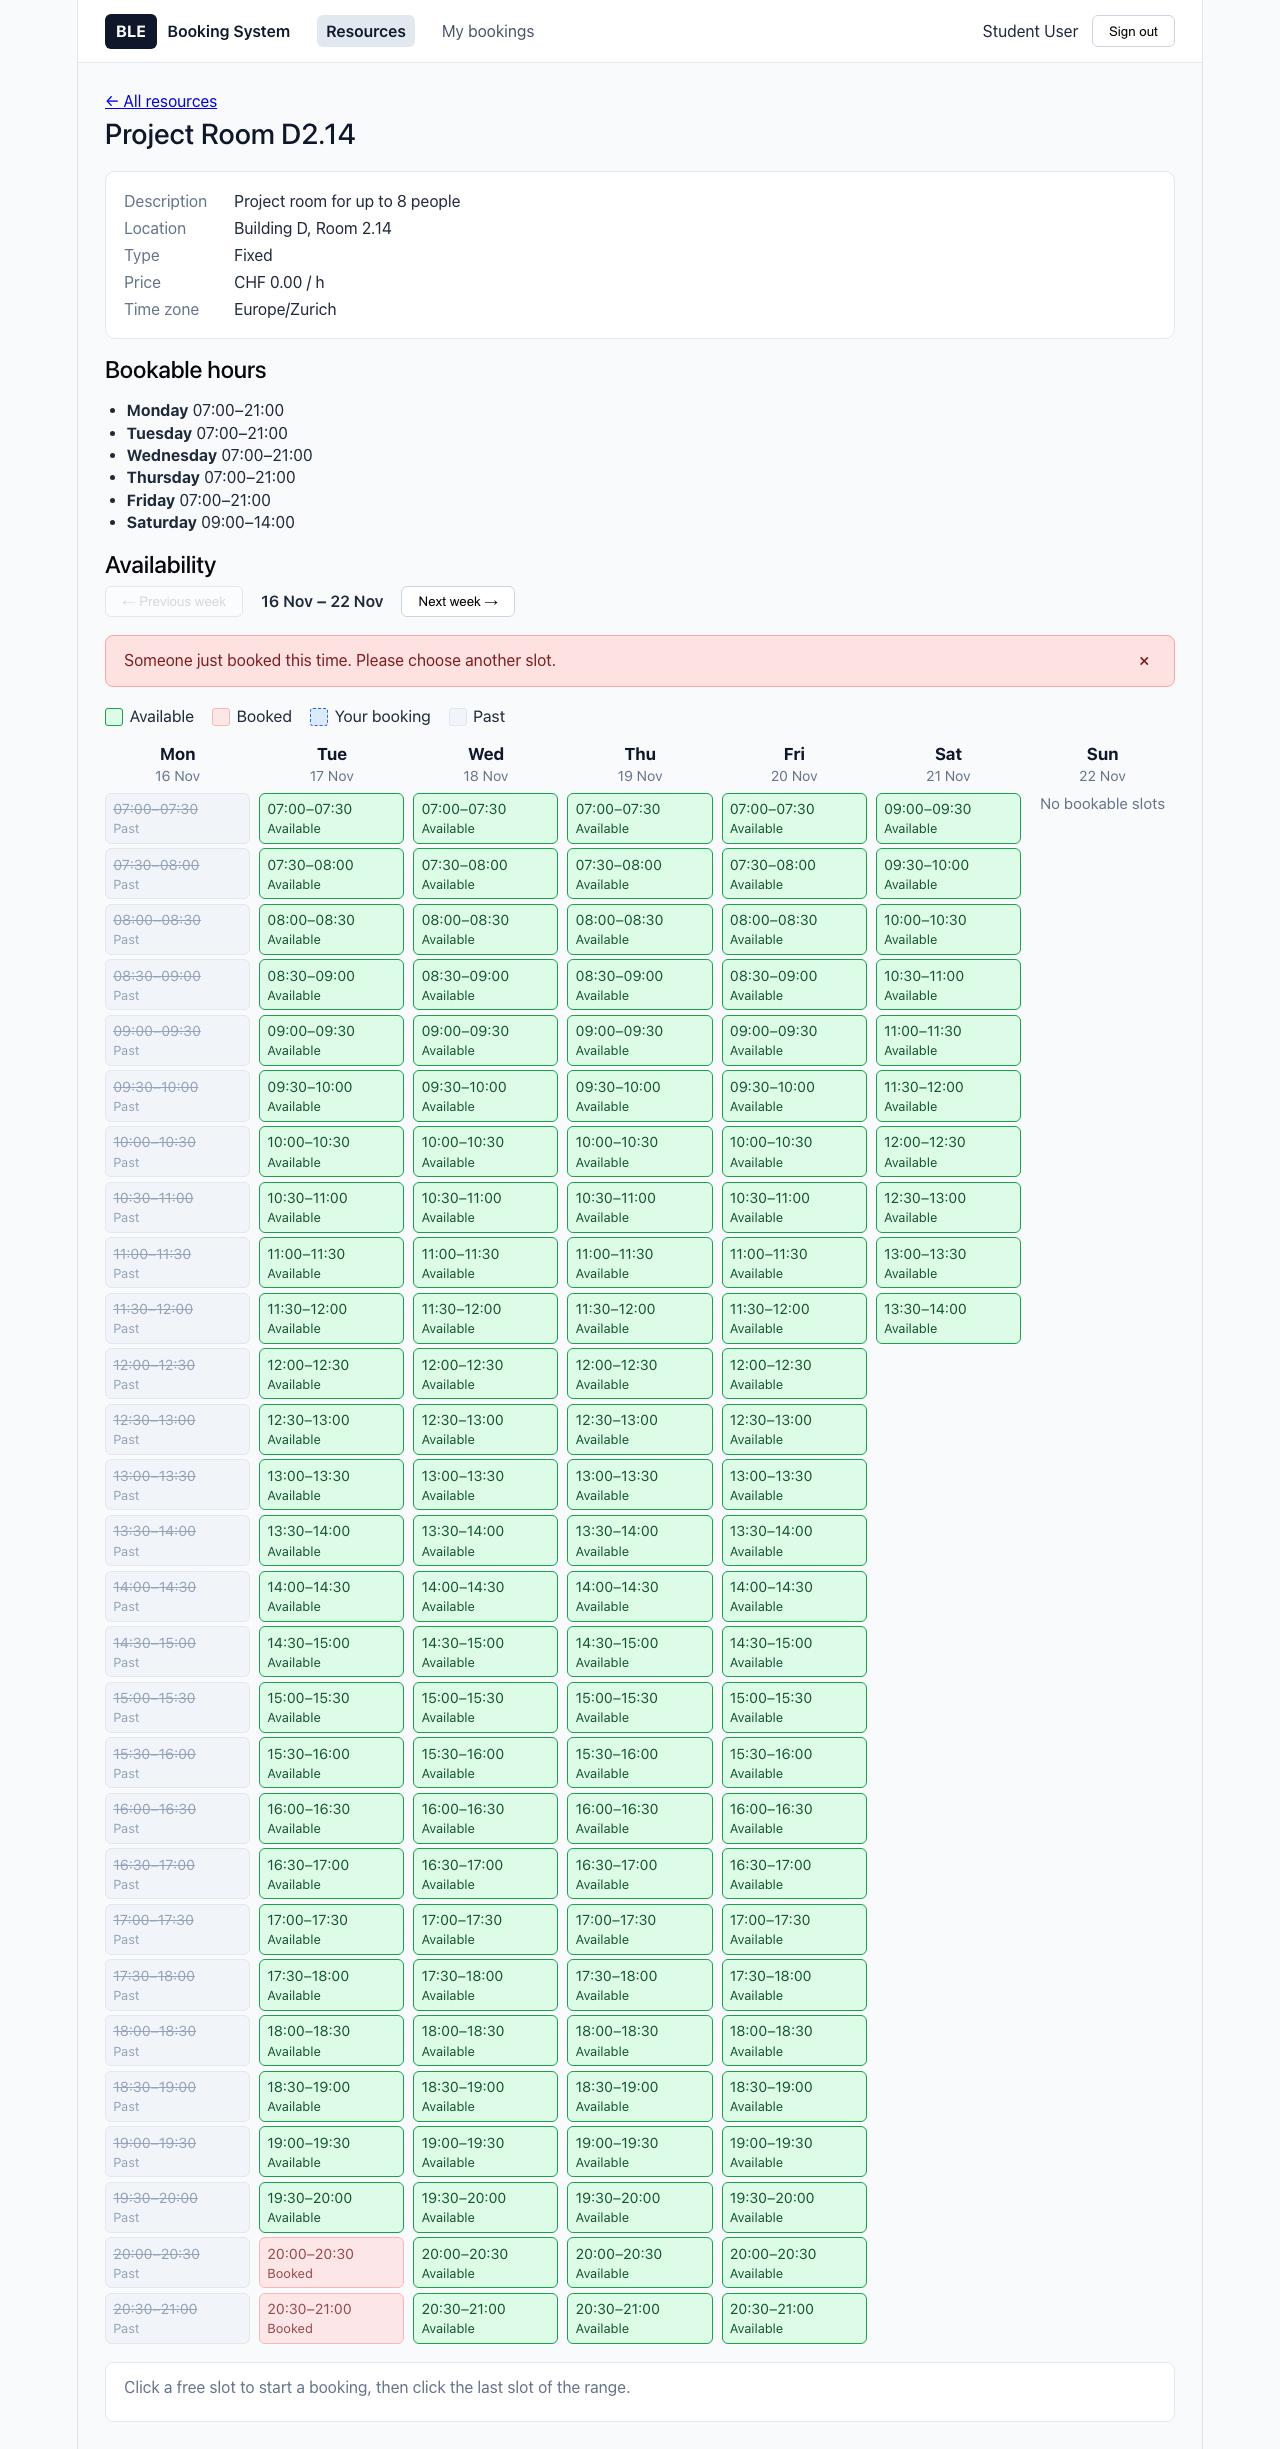 BLE Booking System Resources My bookings Student User Sign out
← All resources
Project Room D2.14
Description Project room for up to 8 people
Location Building D, Room 2.14
Type Fixed
Price CHF 0.00 / h
Time zone Europe/Zurich
Bookable hours
• Monday 07:00–21:00
• Tuesday 07:00–21:00
• Wednesday 07:00–21:00
• Thursday 07:00–21:00
• Friday 07:00–21:00
• Saturday 09:00–14:00
Availability
← Previous week 16 Nov – 22 Nov Next week →
Someone just booked this time. Please choose another slot. ×
Available Booked Your booking Past
Mon Tue Wed Thu Fri Sat Sun
16 Nov 17 Nov 18 Nov 19 Nov 20 Nov 21 Nov 22 Nov
07:00–07:30 07:00–07:30 07:00–07:30 07:00–07:30 07:00–07:30 09:00–09:30 No bookable slots
Past Available Available Available Available Available
07:30–08:00 07:30–08:00 07:30–08:00 07:30–08:00 07:30–08:00 09:30–10:00
Past Available Available Available Available Available
08:00–08:30 08:00–08:30 08:00–08:30 08:00–08:30 08:00–08:30 10:00–10:30
Past Available Available Available Available Available
08:30–09:00 08:30–09:00 08:30–09:00 08:30–09:00 08:30–09:00 10:30–11:00
Past Available Available Available Available Available
09:00–09:30 09:00–09:30 09:00–09:30 09:00–09:30 09:00–09:30 11:00–11:30
Past Available Available Available Available Available
09:30–10:00 09:30–10:00 09:30–10:00 09:30–10:00 09:30–10:00 11:30–12:00
Past Available Available Available Available Available
10:00–10:30 10:00–10:30 10:00–10:30 10:00–10:30 10:00–10:30 12:00–12:30
Past Available Available Available Available Available
10:30–11:00 10:30–11:00 10:30–11:00 10:30–11:00 10:30–11:00 12:30–13:00
Past Available Available Available Available Available
11:00–11:30 11:00–11:30 11:00–11:30 11:00–11:30 11:00–11:30 13:00–13:30
Past Available Available Available Available Available
11:30–12:00 11:30–12:00 11:30–12:00 11:30–12:00 11:30–12:00 13:30–14:00
Past Available Available Available Available Available
12:00–12:30 12:00–12:30 12:00–12:30 12:00–12:30 12:00–12:30
Past Available Available Available Available
12:30–13:00 12:30–13:00 12:30–13:00 12:30–13:00 12:30–13:00
Past Available Available Available Available
13:00–13:30 13:00–13:30 13:00–13:30 13:00–13:30 13:00–13:30
Past Available Available Available Available
13:30–14:00 13:30–14:00 13:30–14:00 13:30–14:00 13:30–14:00
Past Available Available Available Available
14:00–14:30 14:00–14:30 14:00–14:30 14:00–14:30 14:00–14:30
Past Available Available Available Available
14:30–15:00 14:30–15:00 14:30–15:00 14:30–15:00 14:30–15:00
Past Available Available Available Available
15:00–15:30 15:00–15:30 15:00–15:30 15:00–15:30 15:00–15:30
Past Available Available Available Available
15:30–16:00 15:30–16:00 15:30–16:00 15:30–16:00 15:30–16:00
Past Available Available Available Available
16:00–16:30 16:00–16:30 16:00–16:30 16:00–16:30 16:00–16:30
Past Available Available Available Available
16:30–17:00 16:30–17:00 16:30–17:00 16:30–17:00 16:30–17:00
Past Available Available Available Available
17:00–17:30 17:00–17:30 17:00–17:30 17:00–17:30 17:00–17:30
Past Available Available Available Available
17:30–18:00 17:30–18:00 17:30–18:00 17:30–18:00 17:30–18:00
Past Available Available Available Available
18:00–18:30 18:00–18:30 18:00–18:30 18:00–18:30 18:00–18:30
Past Available Available Available Available
18:30–19:00 18:30–19:00 18:30–19:00 18:30–19:00 18:30–19:00
Past Available Available Available Available
19:00–19:30 19:00–19:30 19:00–19:30 19:00–19:30 19:00–19:30
Past Available Available Available Available
19:30–20:00 19:30–20:00 19:30–20:00 19:30–20:00 19:30–20:00
Past Available Available Available Available
20:00–20:30 20:00–20:30 20:00–20:30 20:00–20:30 20:00–20:30
Past Booked Available Available Available
20:30–21:00 20:30–21:00 20:30–21:00 20:30–21:00 20:30–21:00
Past Booked Available Available Available
Click a free slot to start a booking, then click the last slot of the range.